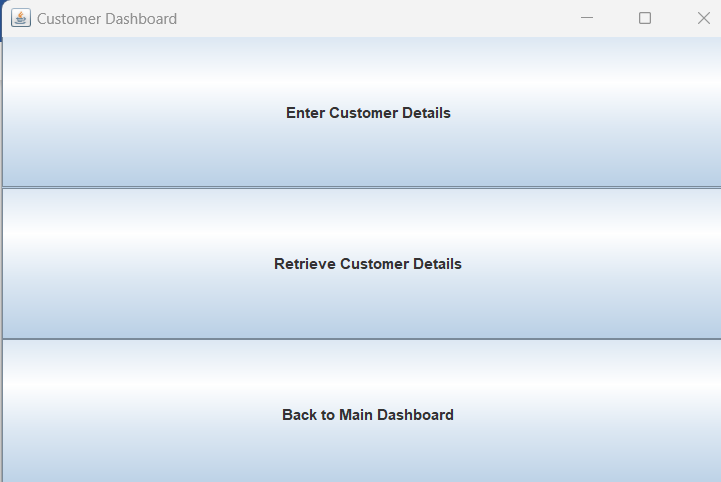 Customer Dashboard
Enter Customer Details
Retrieve Customer Details
Back to Main Dashboard